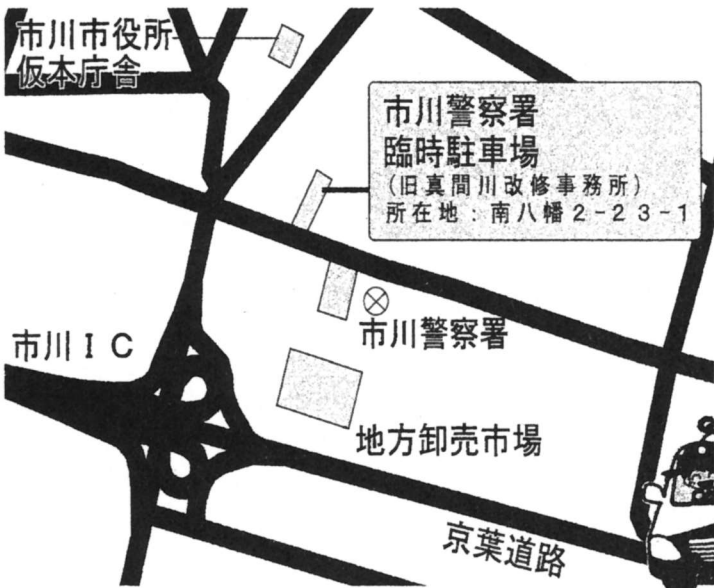 市川市役所
仮本庁舎
市川警察署
臨時駐車場
(旧真間川改修事務所)
所在地:南八幡2-23-1
市川IC
市川警察署
地方卸売市場
京葉道路